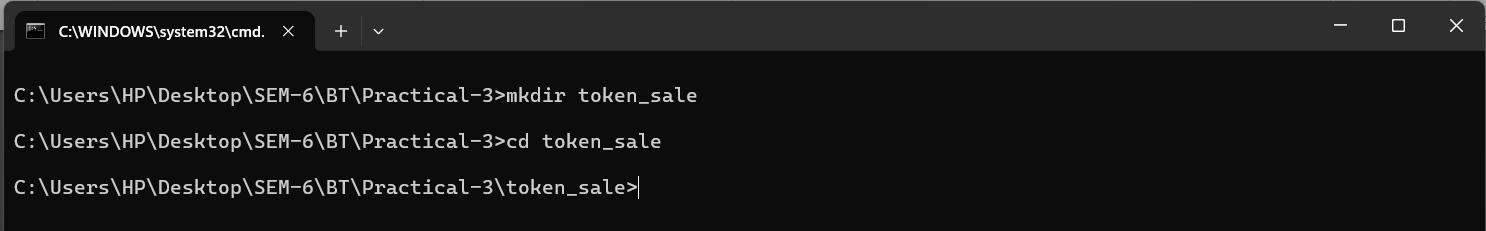 C:\WINDOWS\system32\cmd.
C:\Users\HP\Desktop\SEM-6\BT\Practical-3>mkdir token_sale
C:\Users\HP\Desktop\SEM-6\BT\Practical-3>cd token_sale
C:\Users\HP\Desktop\SEM-6\BT\Practical-3\token_sale>